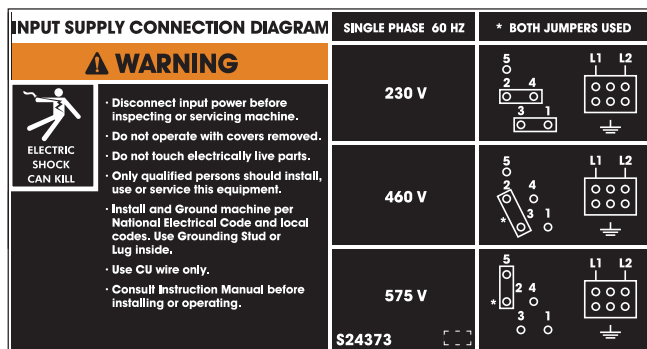 INPUT SUPPLY CONNECTION DIAGRAM
SINGLE PHASE 60 HZ
* BOTH JUMPERS USED
WARNING
ELECTRIC
SHOCK
CAN KILL
· Disconnect input power before
inspecting or servicing machine.
· Do not operate with covers removed.
· Do not touch electrically live parts.
· Only qualified persons should install,
use or service this equipment.
· Install and Ground machine per
National Electrical Code and local
codes. Use Grounding Stud or
Lug inside.
· Use CU wire only.
· Consult Instruction Manual before
installing or operating.
230 V
5
2 4
3 1
L1 L2
460 V
5
2 4
* 3 1
L1 L2
575 V
5
2 4
*
3 1
L1 L2
S24373